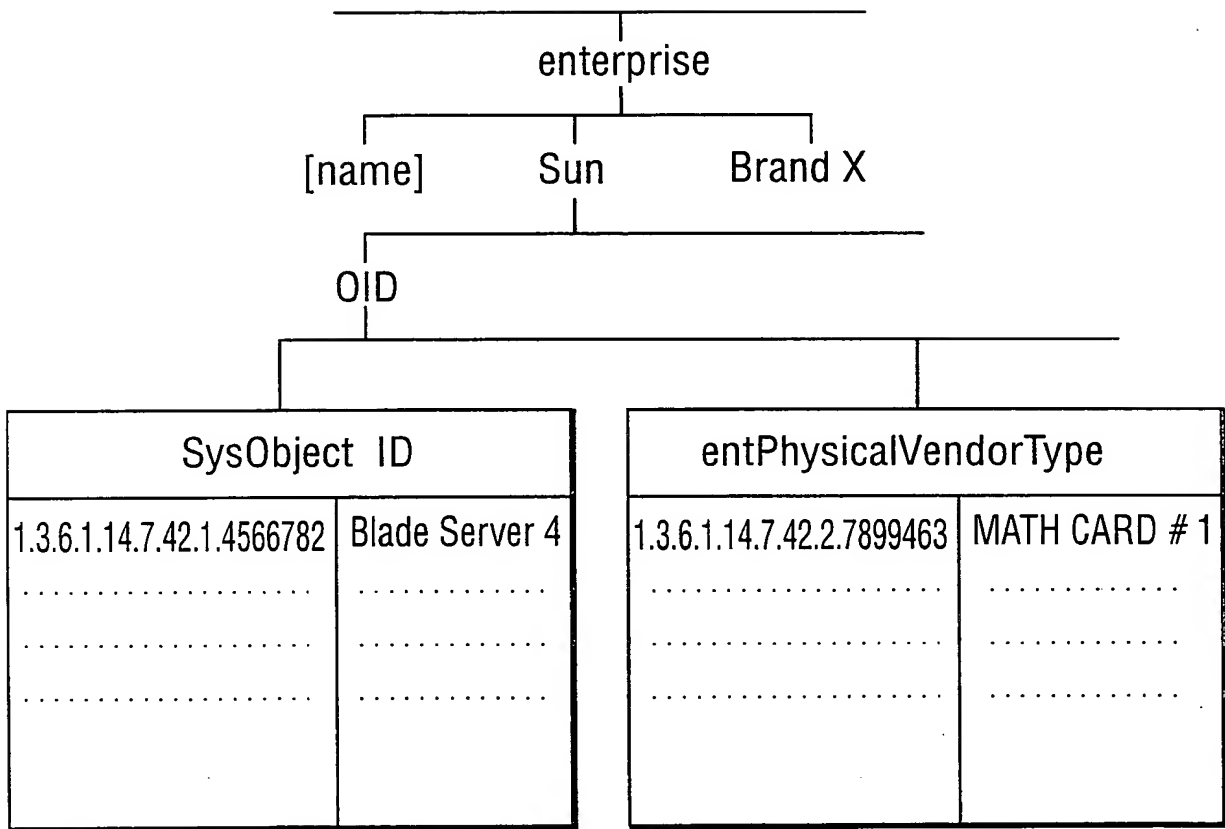 enterprise
[name] Sun Brand X
OID
SysObject ID
1.3.6.1.14.7.42.1.4566782 Blade Server 4
entPhysicalVendorType
1.3.6.1.14.7.42.2.7899463 MATH CARD # 1